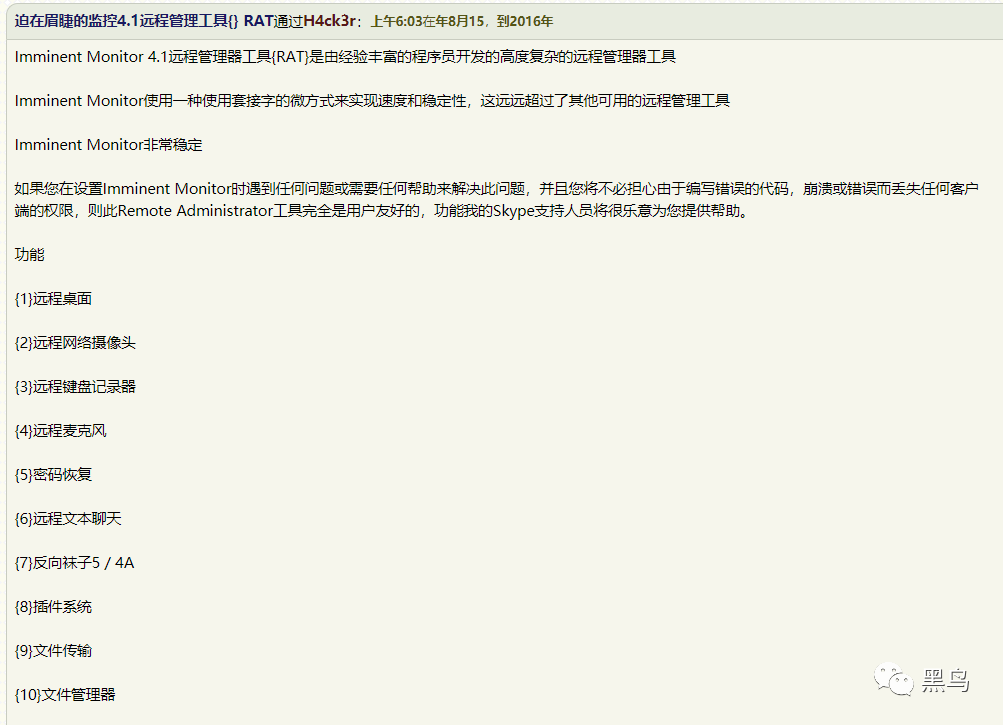 迫在眉睫的监控4.1远程管理工具{} RAT通过H4ck3r：上午6:03在年8月15，到2016年
Imminent Monitor 4.1远程管理器工具{RAT}是由经验丰富的程序员开发的高度复杂的远程管理器工具
Imminent Monitor使用一种使用套接字的微方式来实现速度和稳定性，这远远超过了其他可用的远程管理工具
Imminent Monitor非常稳定
如果您在设置Imminent Monitor时遇到任何问题或需要任何帮助来解决此问题，并且您将不必担心由于编写错误的代码，崩溃或错误而丢失任何客户
端的权限，则此Remote Administrator工具完全是用户友好的，功能我的Skype支持人员将很乐意为您提供帮助。
功能
{1}远程桌面
{2}远程网络摄像头
{3}远程键盘记录器
{4}远程麦克风
{5}密码恢复
{6}远程文本聊天
{7}反向袜子5 / 4A
{8}插件系统
{9}文件传输
{10}文件管理器
黑鸟